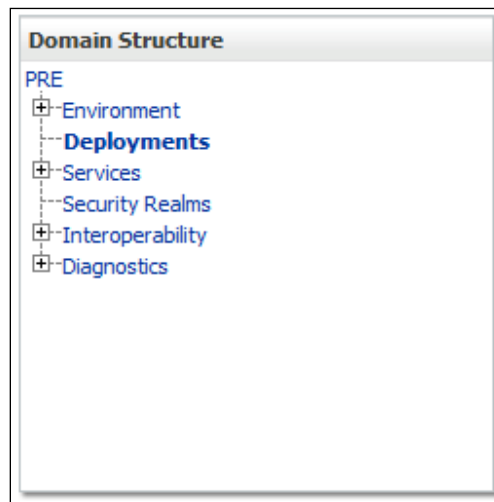 Domain Structure
PRE
Environment
Deployments
Services
Security Realms
Interoperability
Diagnostics